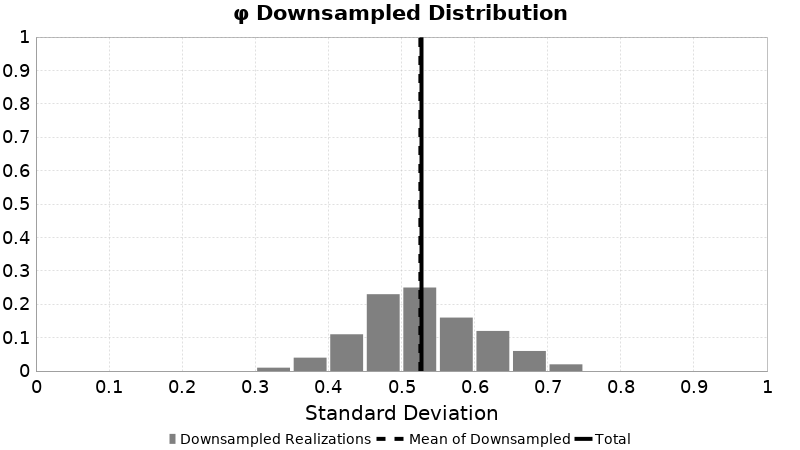 φ Downsampled Distribution
1
0.9
0.8
0.7
0.6
0.5
0.4
0.3
0.2
0.1
0
0 0.1 0.2 0.3 0.4 0.5 0.6 0.7 0.8 0.9 1
Standard Deviation
Downsampled Realizations Mean of Downsampled Total